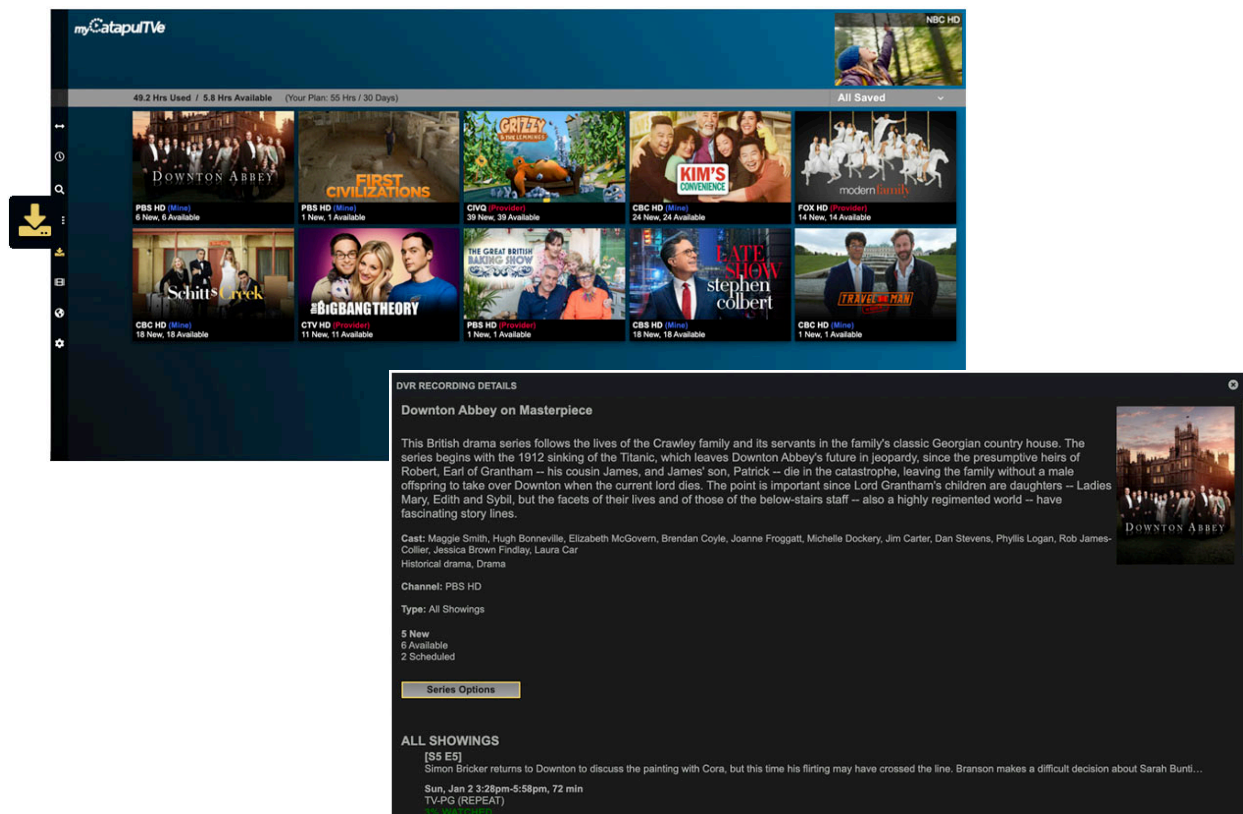 myCatapulTVe
NBC HD
49.2 Hrs Used / 5.8 Hrs Available (Your Plan: 55 Hrs / 30 Days)
All Saved
DOWNTON ABBEY
FIRST
CIVILIZATIONS
GRIZZY
& THE LEMMINGS
KIM'S
CONVENIENCE
modern family
PBS HD (Mine)
6 New, 6 Available
PBS HD (Mine)
1 New, 1 Available
CIVQ (Provider)
39 New, 39 Available
CBC HD (Mine)
24 New, 24 Available
FOX HD (Provider)
14 New, 14 Available
Schitt's Creek
THE BIGBANG THEORY
THE GREAT BRITISH
BAKING SHOW
LATE
SHOW
stephen
colbert
TRAVEL MAN
CBC HD (Mine)
18 New, 18 Available
CTV HD (Provider)
11 New, 11 Available
PBS HD (Provider)
1 New, 1 Available
CBS HD (Mine)
18 New, 18 Available
CBC HD (Mine)
1 New, 1 Available
DVR RECORDING DETAILS
Downton Abbey on Masterpiece
This British drama series follows the lives of the Crawley family and its servants in the family's classic Georgian country house. The
series begins with the 1912 sinking of the Titanic, which leaves Downton Abbey's future in jeopardy, since the presumptive heirs of
Robert, Earl of Grantham -- his cousin James, and James' son, Patrick -- die in the catastrophe, leaving the family without a male
offspring to take over Downton when the current lord dies. The point is important since Lord Grantham's children are daughters -- Ladies
Mary, Edith and Sybil, but the facets of their lives and of those of the below-stairs staff -- also a highly regimented world -- have
fascinating story lines.
DOWNTON ABBEY
Cast: Maggie Smith, Hugh Bonneville, Elizabeth McGovern, Brendan Coyle, Joanne Froggatt, Michelle Dockery, Jim Carter, Dan Stevens, Phyllis Logan, Rob James-
Collier, Jessica Brown Findlay, Laura Car
Historical drama, Drama
Channel: PBS HD
Type: All Showings
5 New
6 Available
2 Scheduled
Series Options
ALL SHOWINGS
[S5 E5]
Simon Bricker returns to Downton to discuss the painting with Cora, but this time his flirting may have crossed the line. Branson makes a difficult decision about Sarah Bunti...
Sun, Jan 2 3:28pm-5:58pm, 72 min
TV-PG (REPEAT)
3% WATCHED